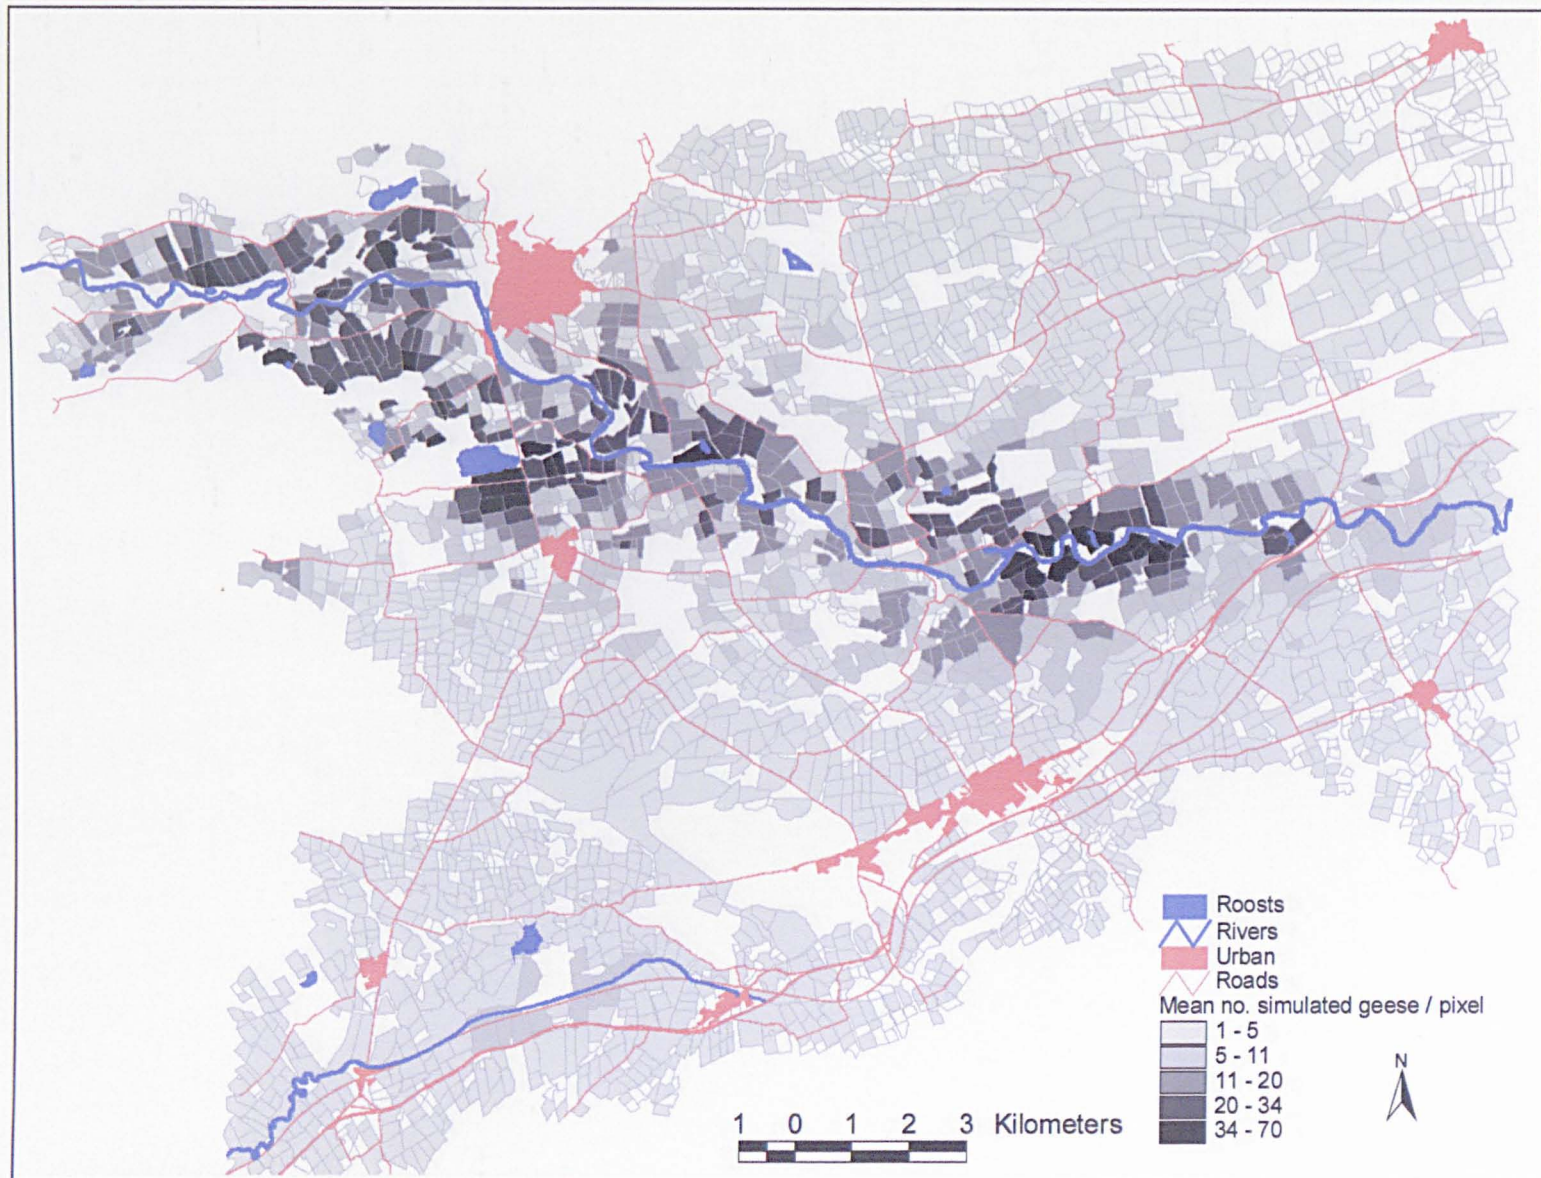 Roosts
Rivers
Urban
Roads
Mean no. simulated geese / pixel
1 - 5
5 - 11
11 - 20
20 - 34
34 - 70
N
1 0 1 2 3 Kilometers